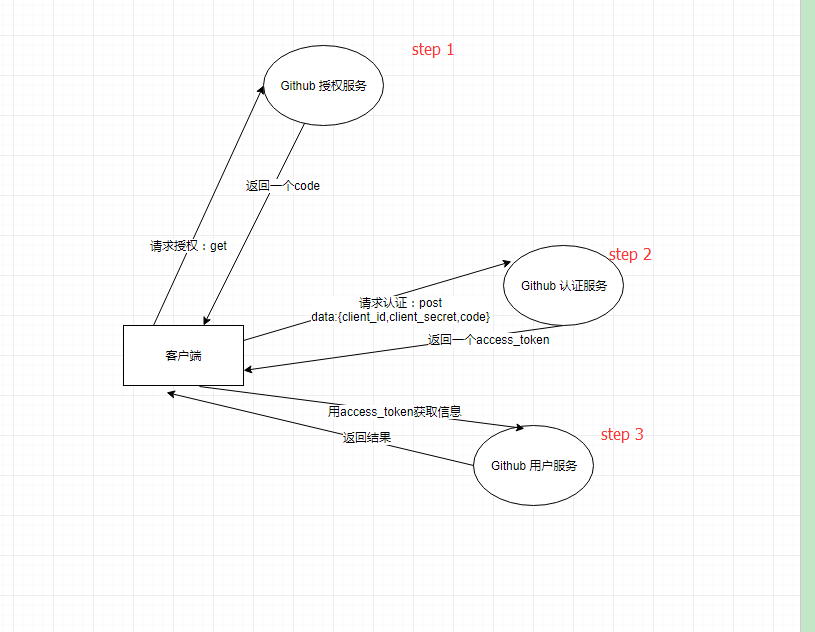 step 1
Github 授权服务
返回一个code
请求授权：get
step 2
Github 认证服务
请求认证：post
data:{client_id,client_secret,code}
返回一个access_token
客户端
用access_token获取信息
step 3
返回结果
Github 用户服务